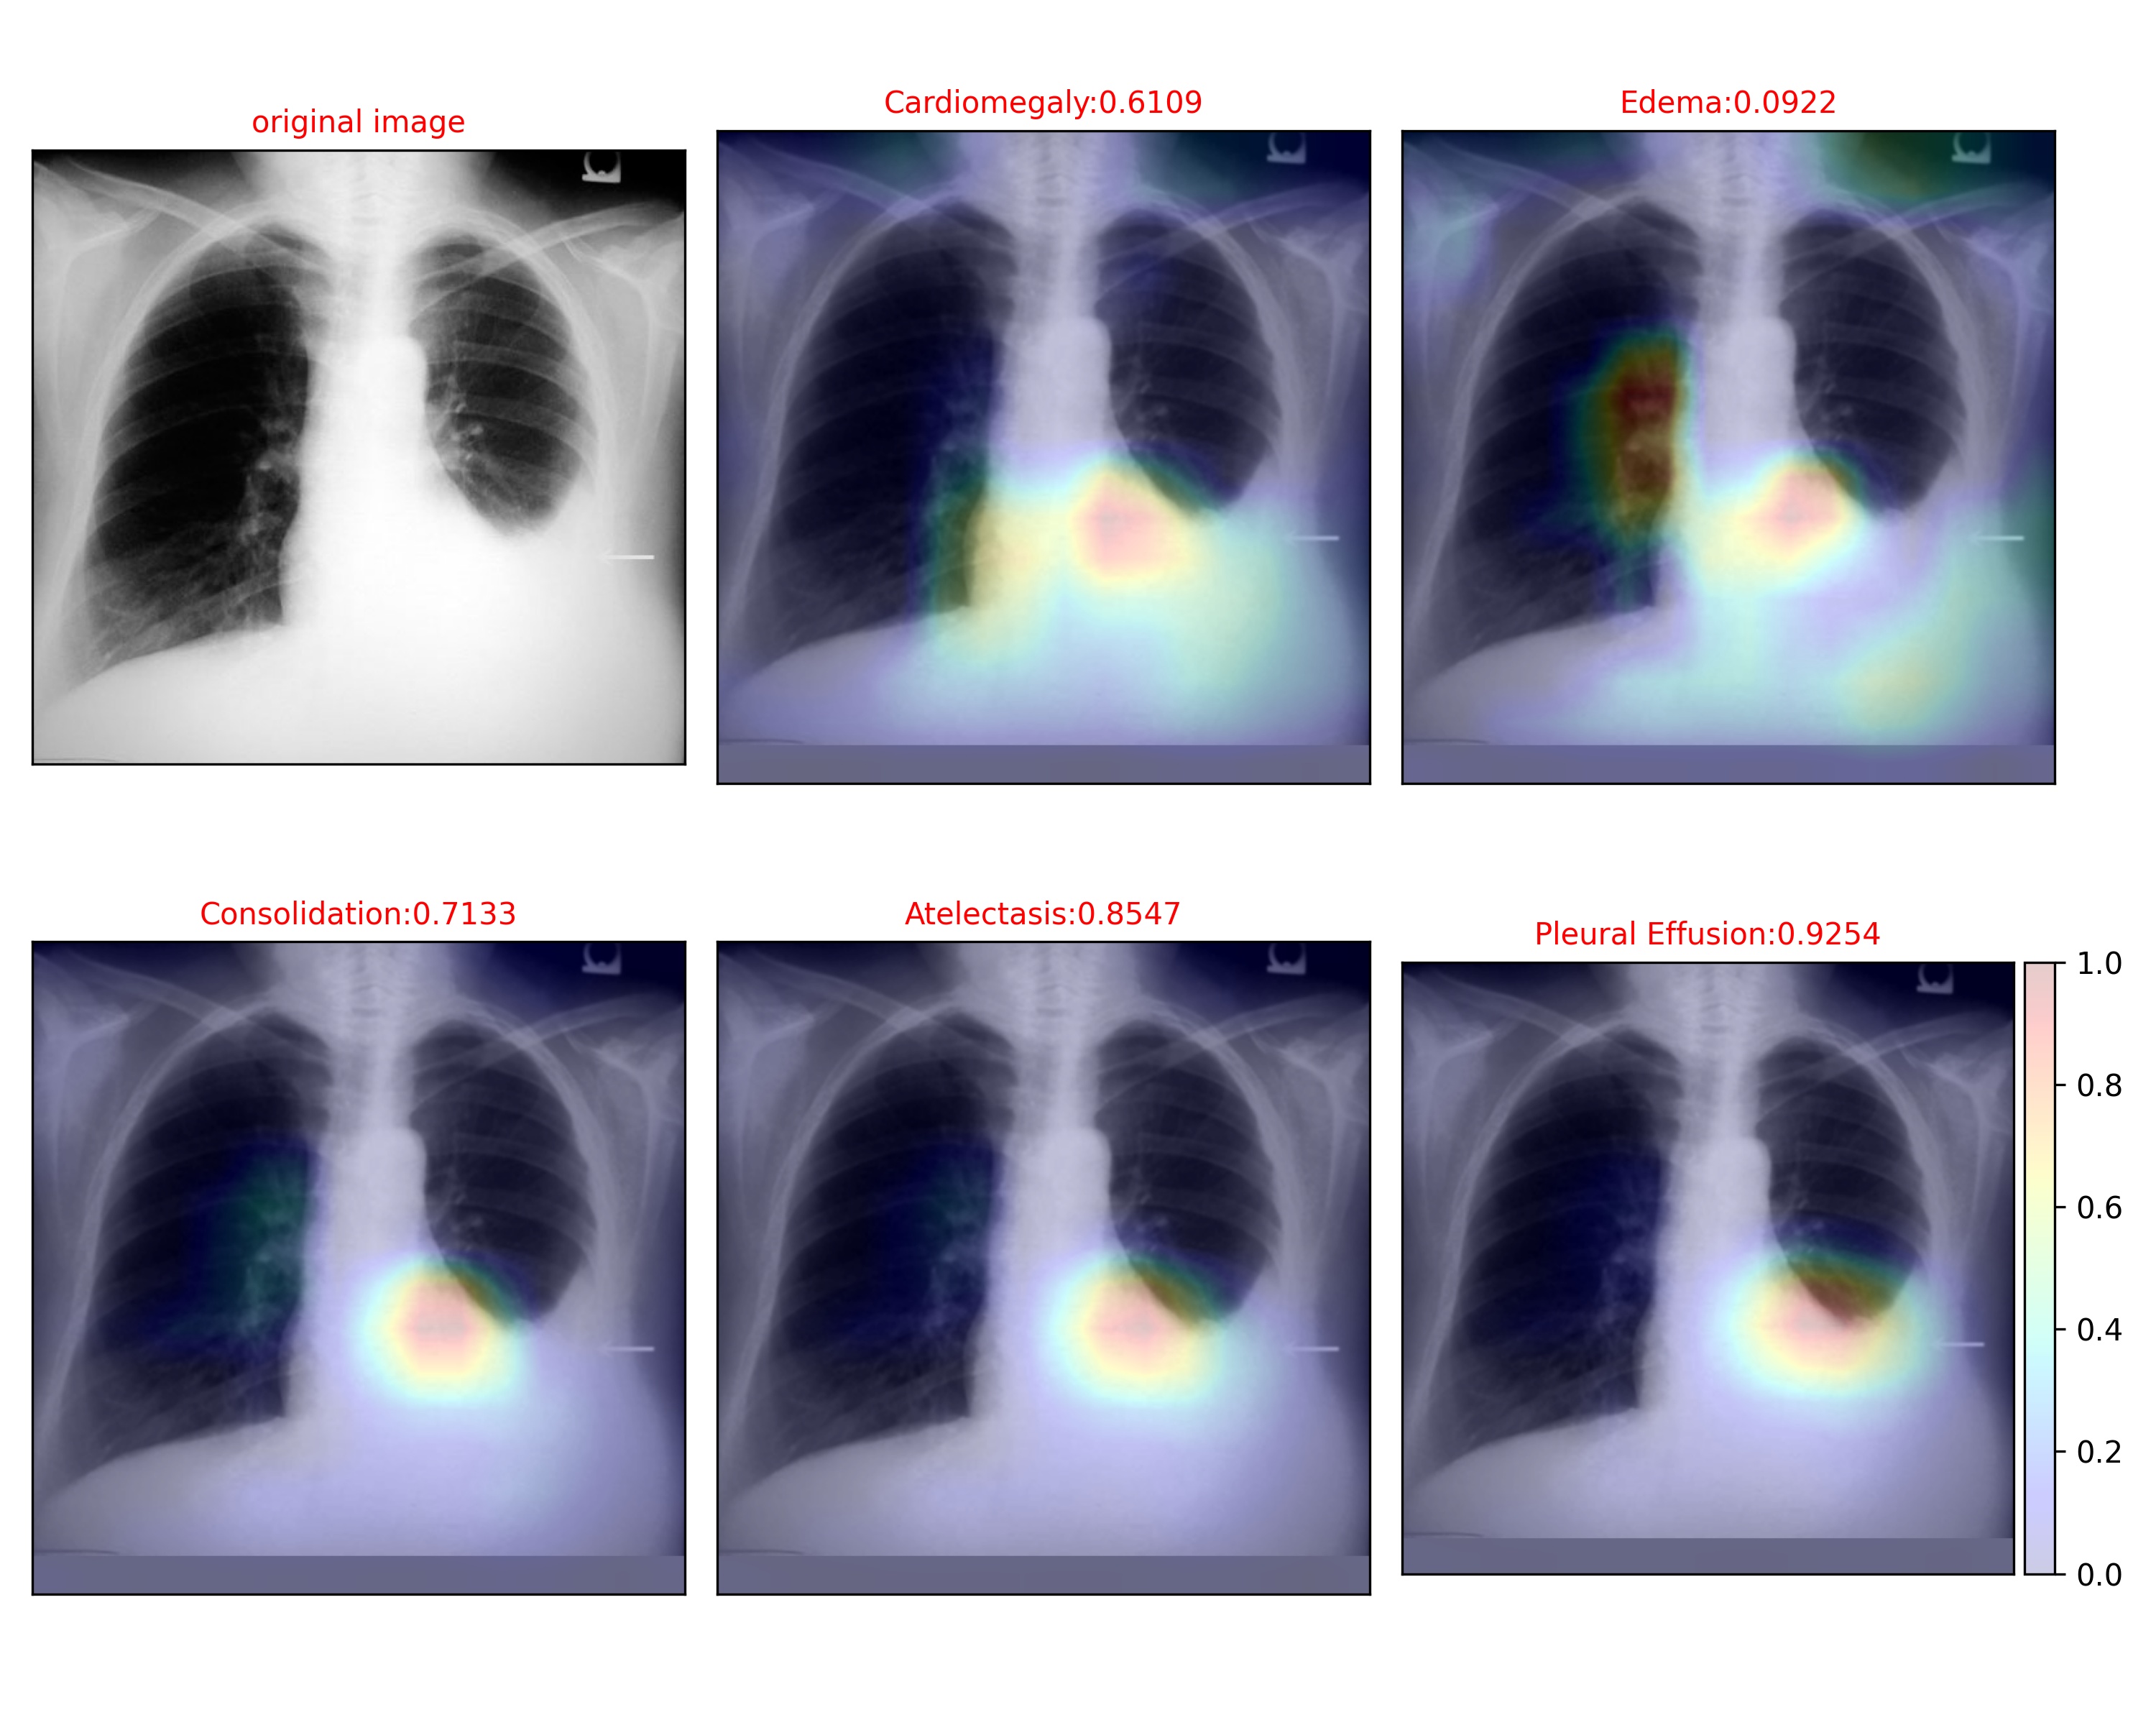 original image
Cardiomegaly:0.6109
Edema:0.0922
Consolidation:0.7133
Atelectasis:0.8547
Pleural Effusion:0.9254
1.0
0.8
0.6
0.4
0.2
0.0